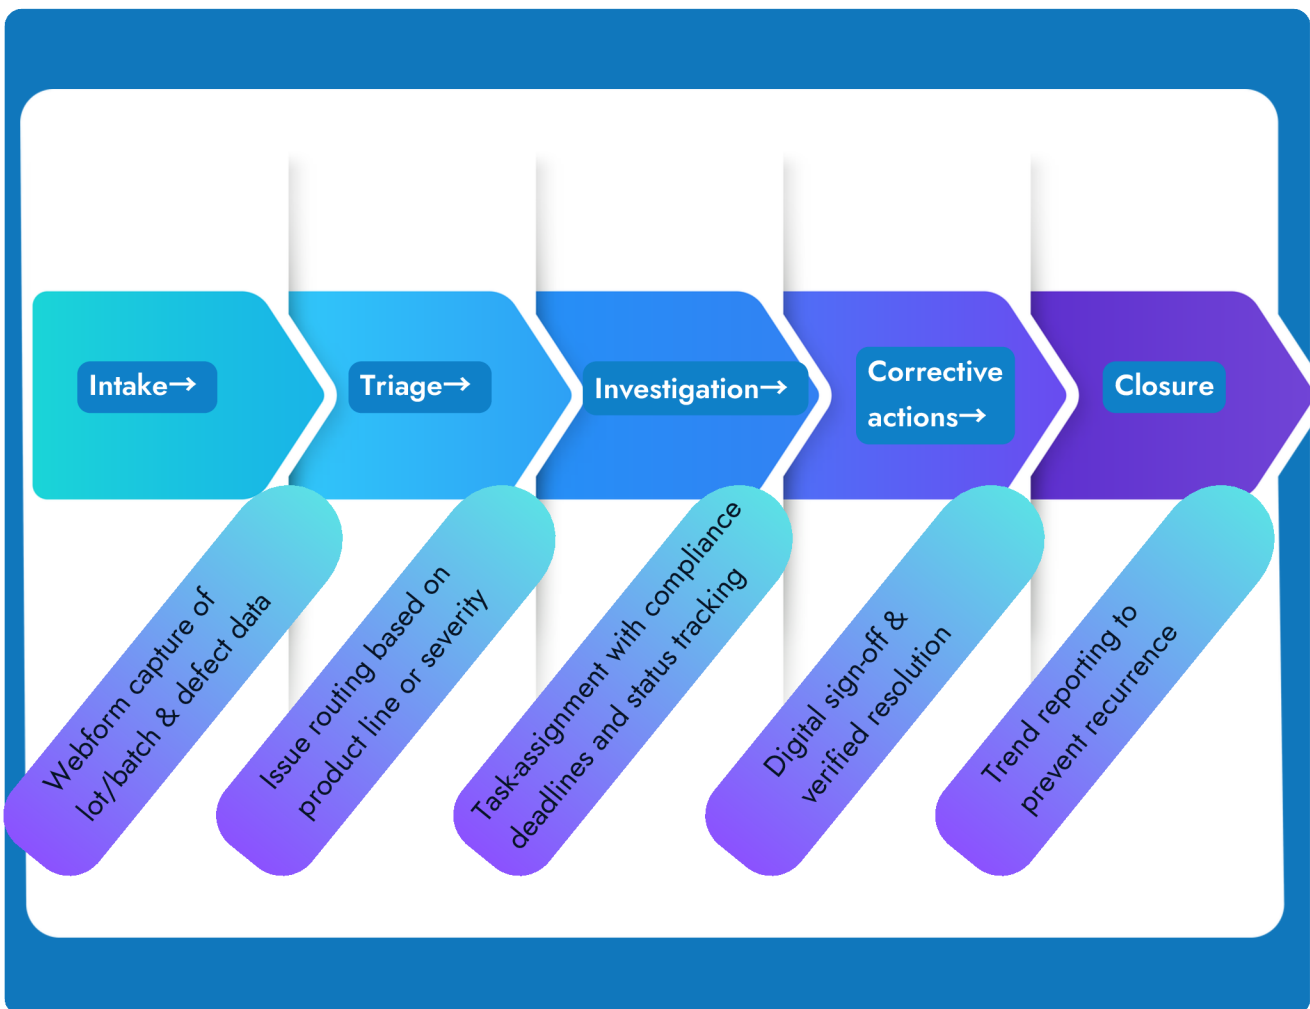 Intake→
Triage→
Investigation→
Corrective
actions→
Closure
Webform capture of
lot/batch & defect data
Issue routing based on
product line or severity
Task-assignment with compliance
deadlines and status tracking
Digital sign-off &
verified resolution
Trend reporting to
prevent recurrence